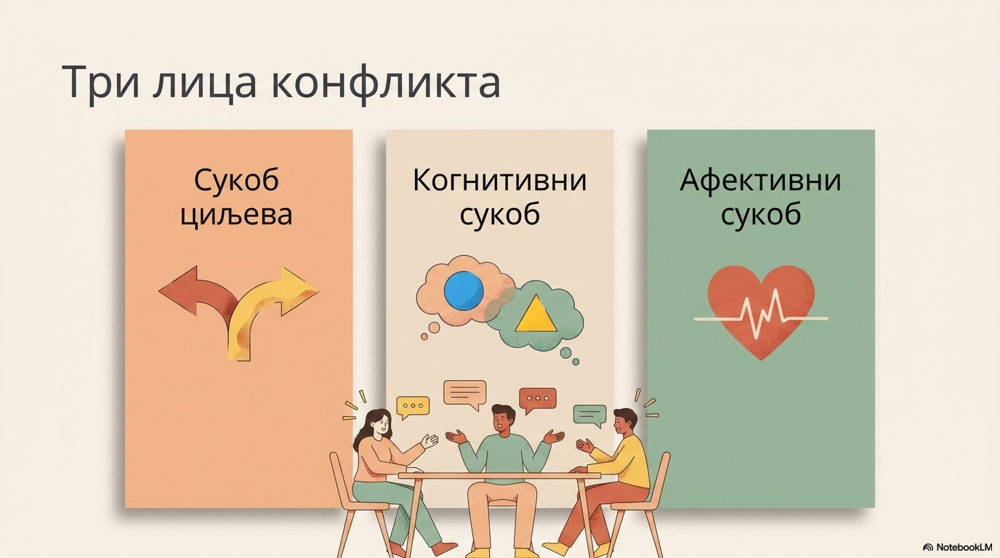 Три лица конфликта
Сукоб
циљева
Когнитивни
сукоб
Афективни
сукоб
NotebookLM